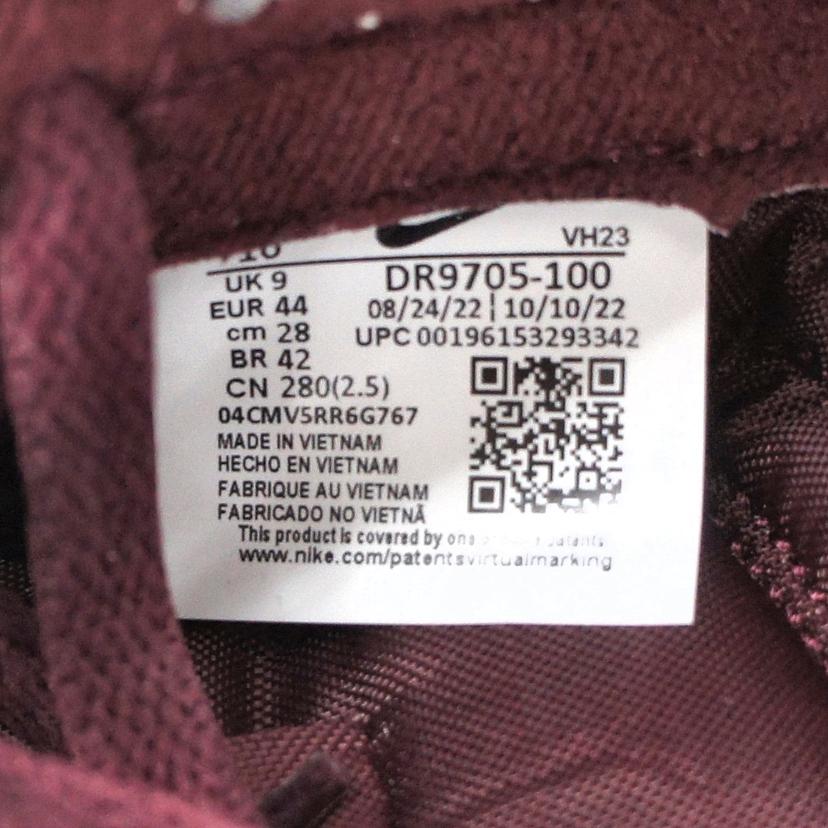 VH23
UK 9
DR9705-100
EUR 44
08/24/22 | 10/10/22
cm 28
UPC 00196153293342
BR 42
CN 280(2.5)
04CMV5RR6G767
MADE IN VIETNAM
HECHO EN VIETNAM
FABRIQUE AU VIETNAM
FABRICADO NO VIETNÃ
This product is covered by one patents
www.nike.com/patentsvirtualmarking